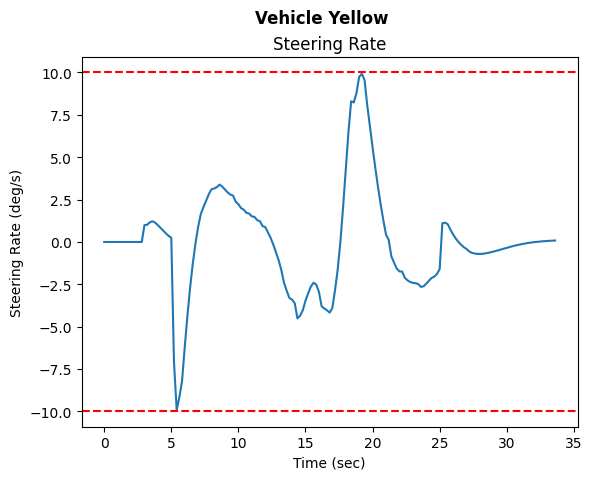 Vehicle Yellow
Steering Rate
10.0
7.5
5.0
2.5
0.0
−2.5
−5.0
−7.5
−10.0
Steering Rate (deg/s)
0 5 10 15 20 25 30 35
Time (sec)